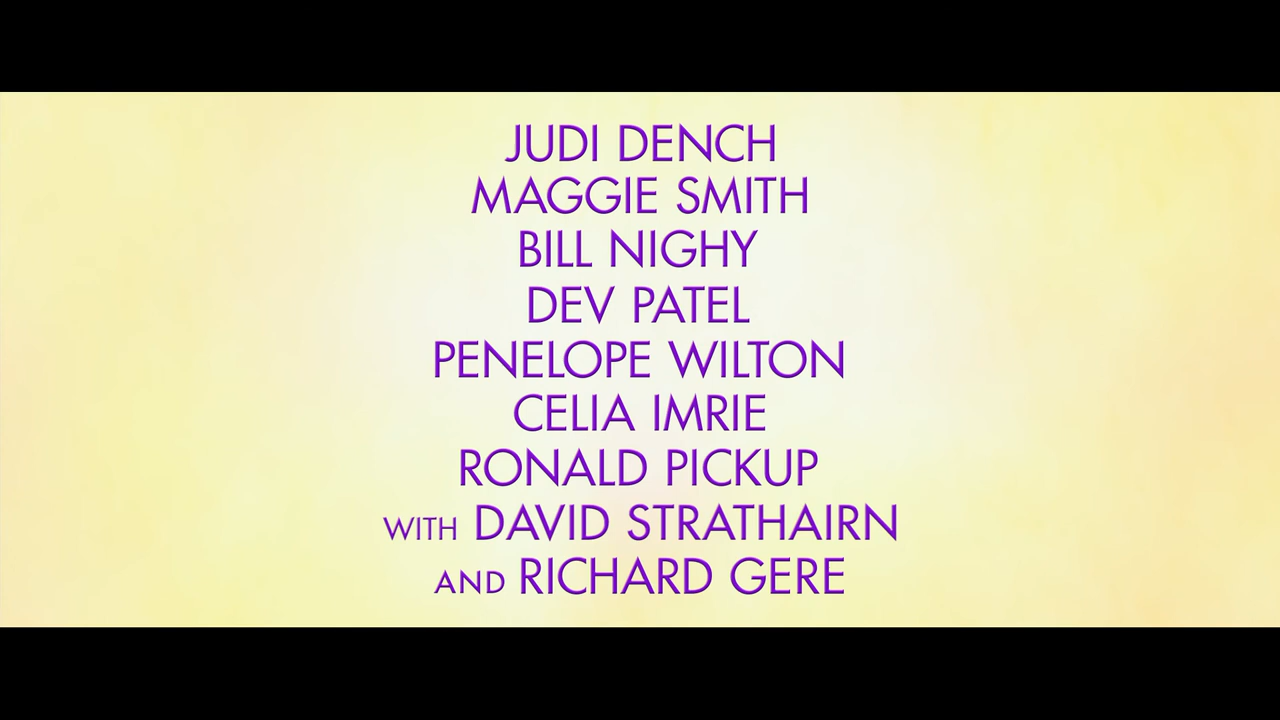 JUDI DENCH
MAGGIE SMITH
BILL NIGHY
DEV PATEL
PENELOPE WILTON
CELIA IMRIE
RONALD PICKUP
WITH DAVID STRATHAIRN
AND RICHARD GERE